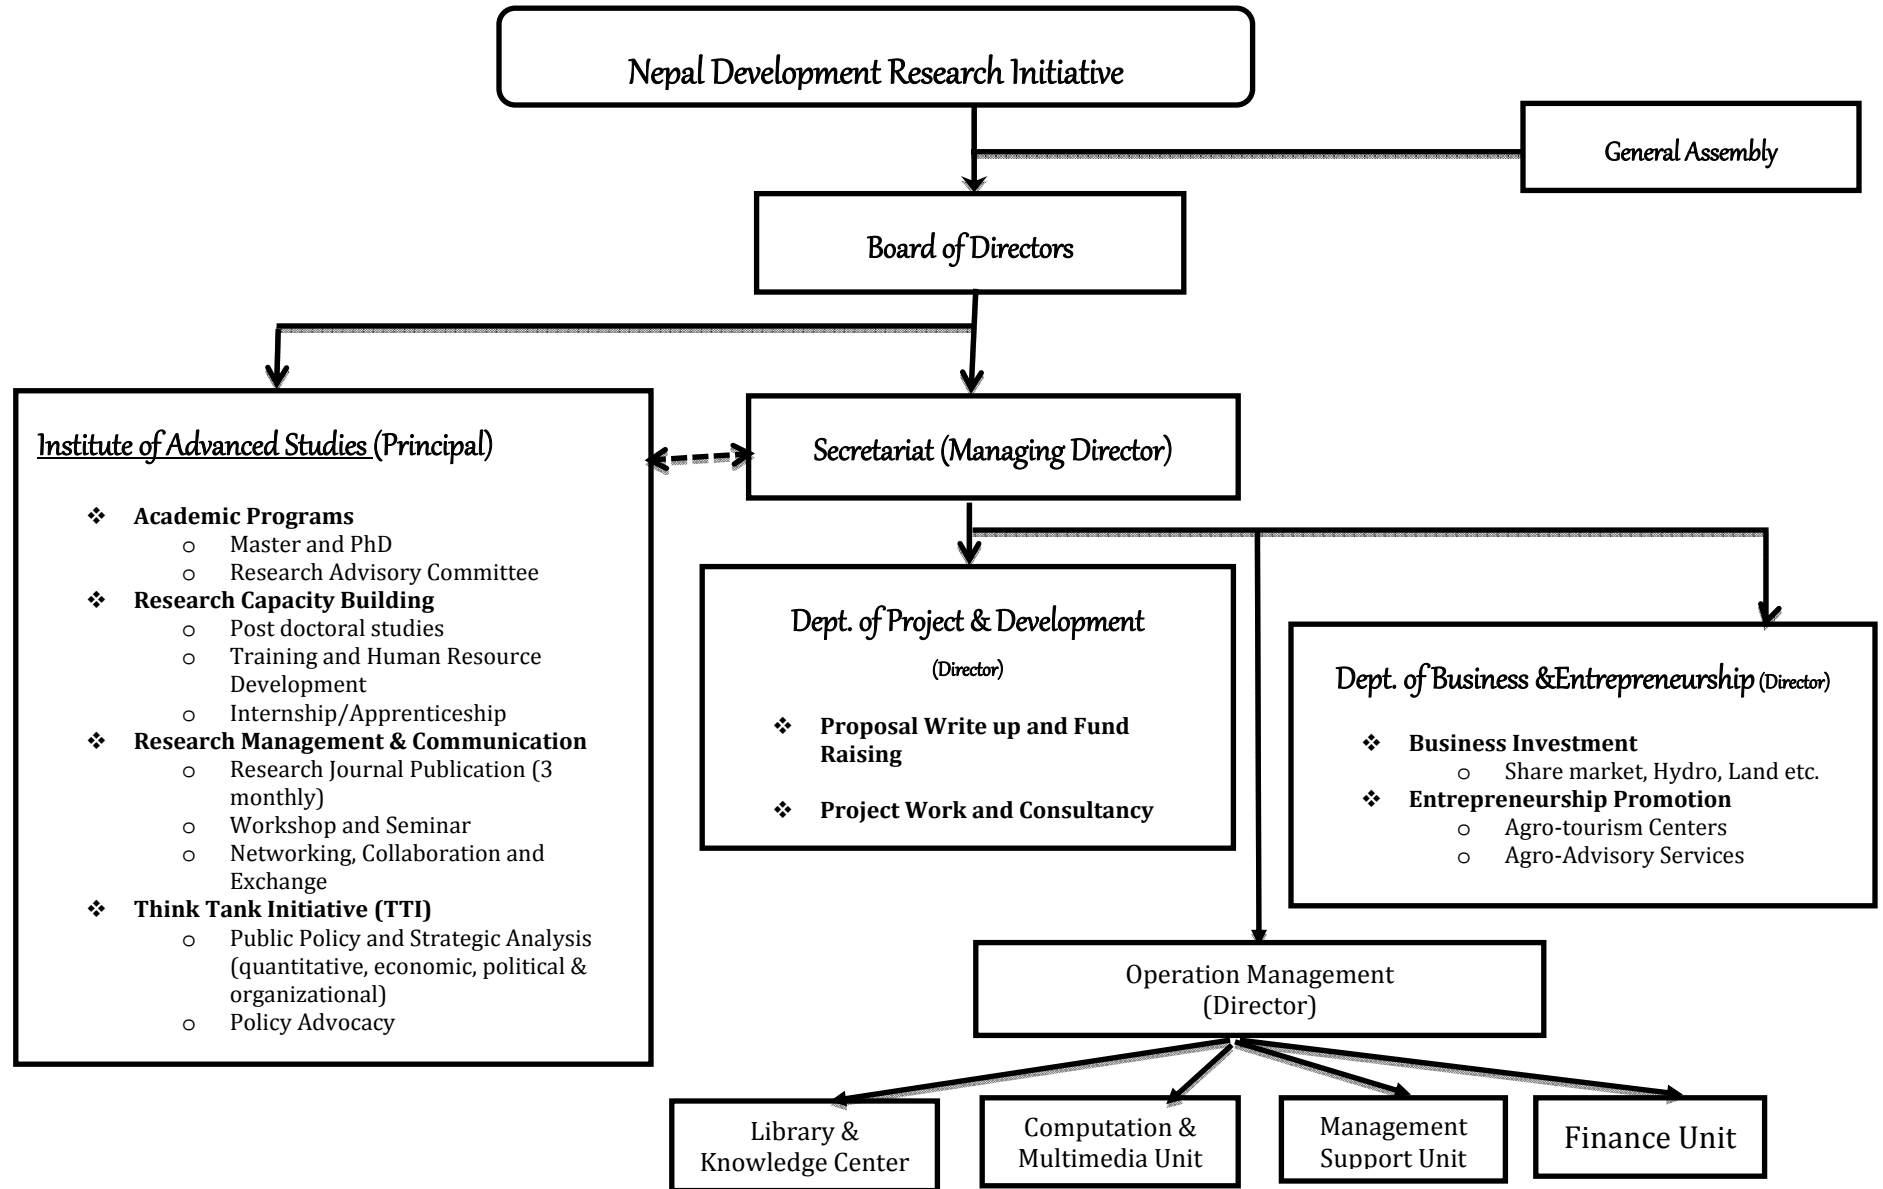 Nepal Development Research Initiative
General Assembly
Board of Directors
Institute of Advanced Studies (Principal)
❖ Academic Programs
o Master and PhD
o Research Advisory Committee
❖ Research Capacity Building
o Post doctoral studies
o Training and Human Resource
Development
o Internship/Apprenticeship
❖ Research Management & Communication
o Research Journal Publication (3
monthly)
o Workshop and Seminar
o Networking, Collaboration and
Exchange
❖ Think Tank Initiative (TTI)
o Public Policy and Strategic Analysis
(quantitative, economic, political &
organizational)
o Policy Advocacy
Secretariat (Managing Director)
Dept. of Project & Development
(Director)
❖ Proposal Write up and Fund
Raising
❖ Project Work and Consultancy
Dept. of Business &Entrepreneurship (Director)
❖ Business Investment
o Share market, Hydro, Land etc.
❖ Entrepreneurship Promotion
o Agro-tourism Centers
o Agro-Advisory Services
Operation Management
(Director)
Library &
Knowledge Center
Computation &
Multimedia Unit
Management
Support Unit
Finance Unit